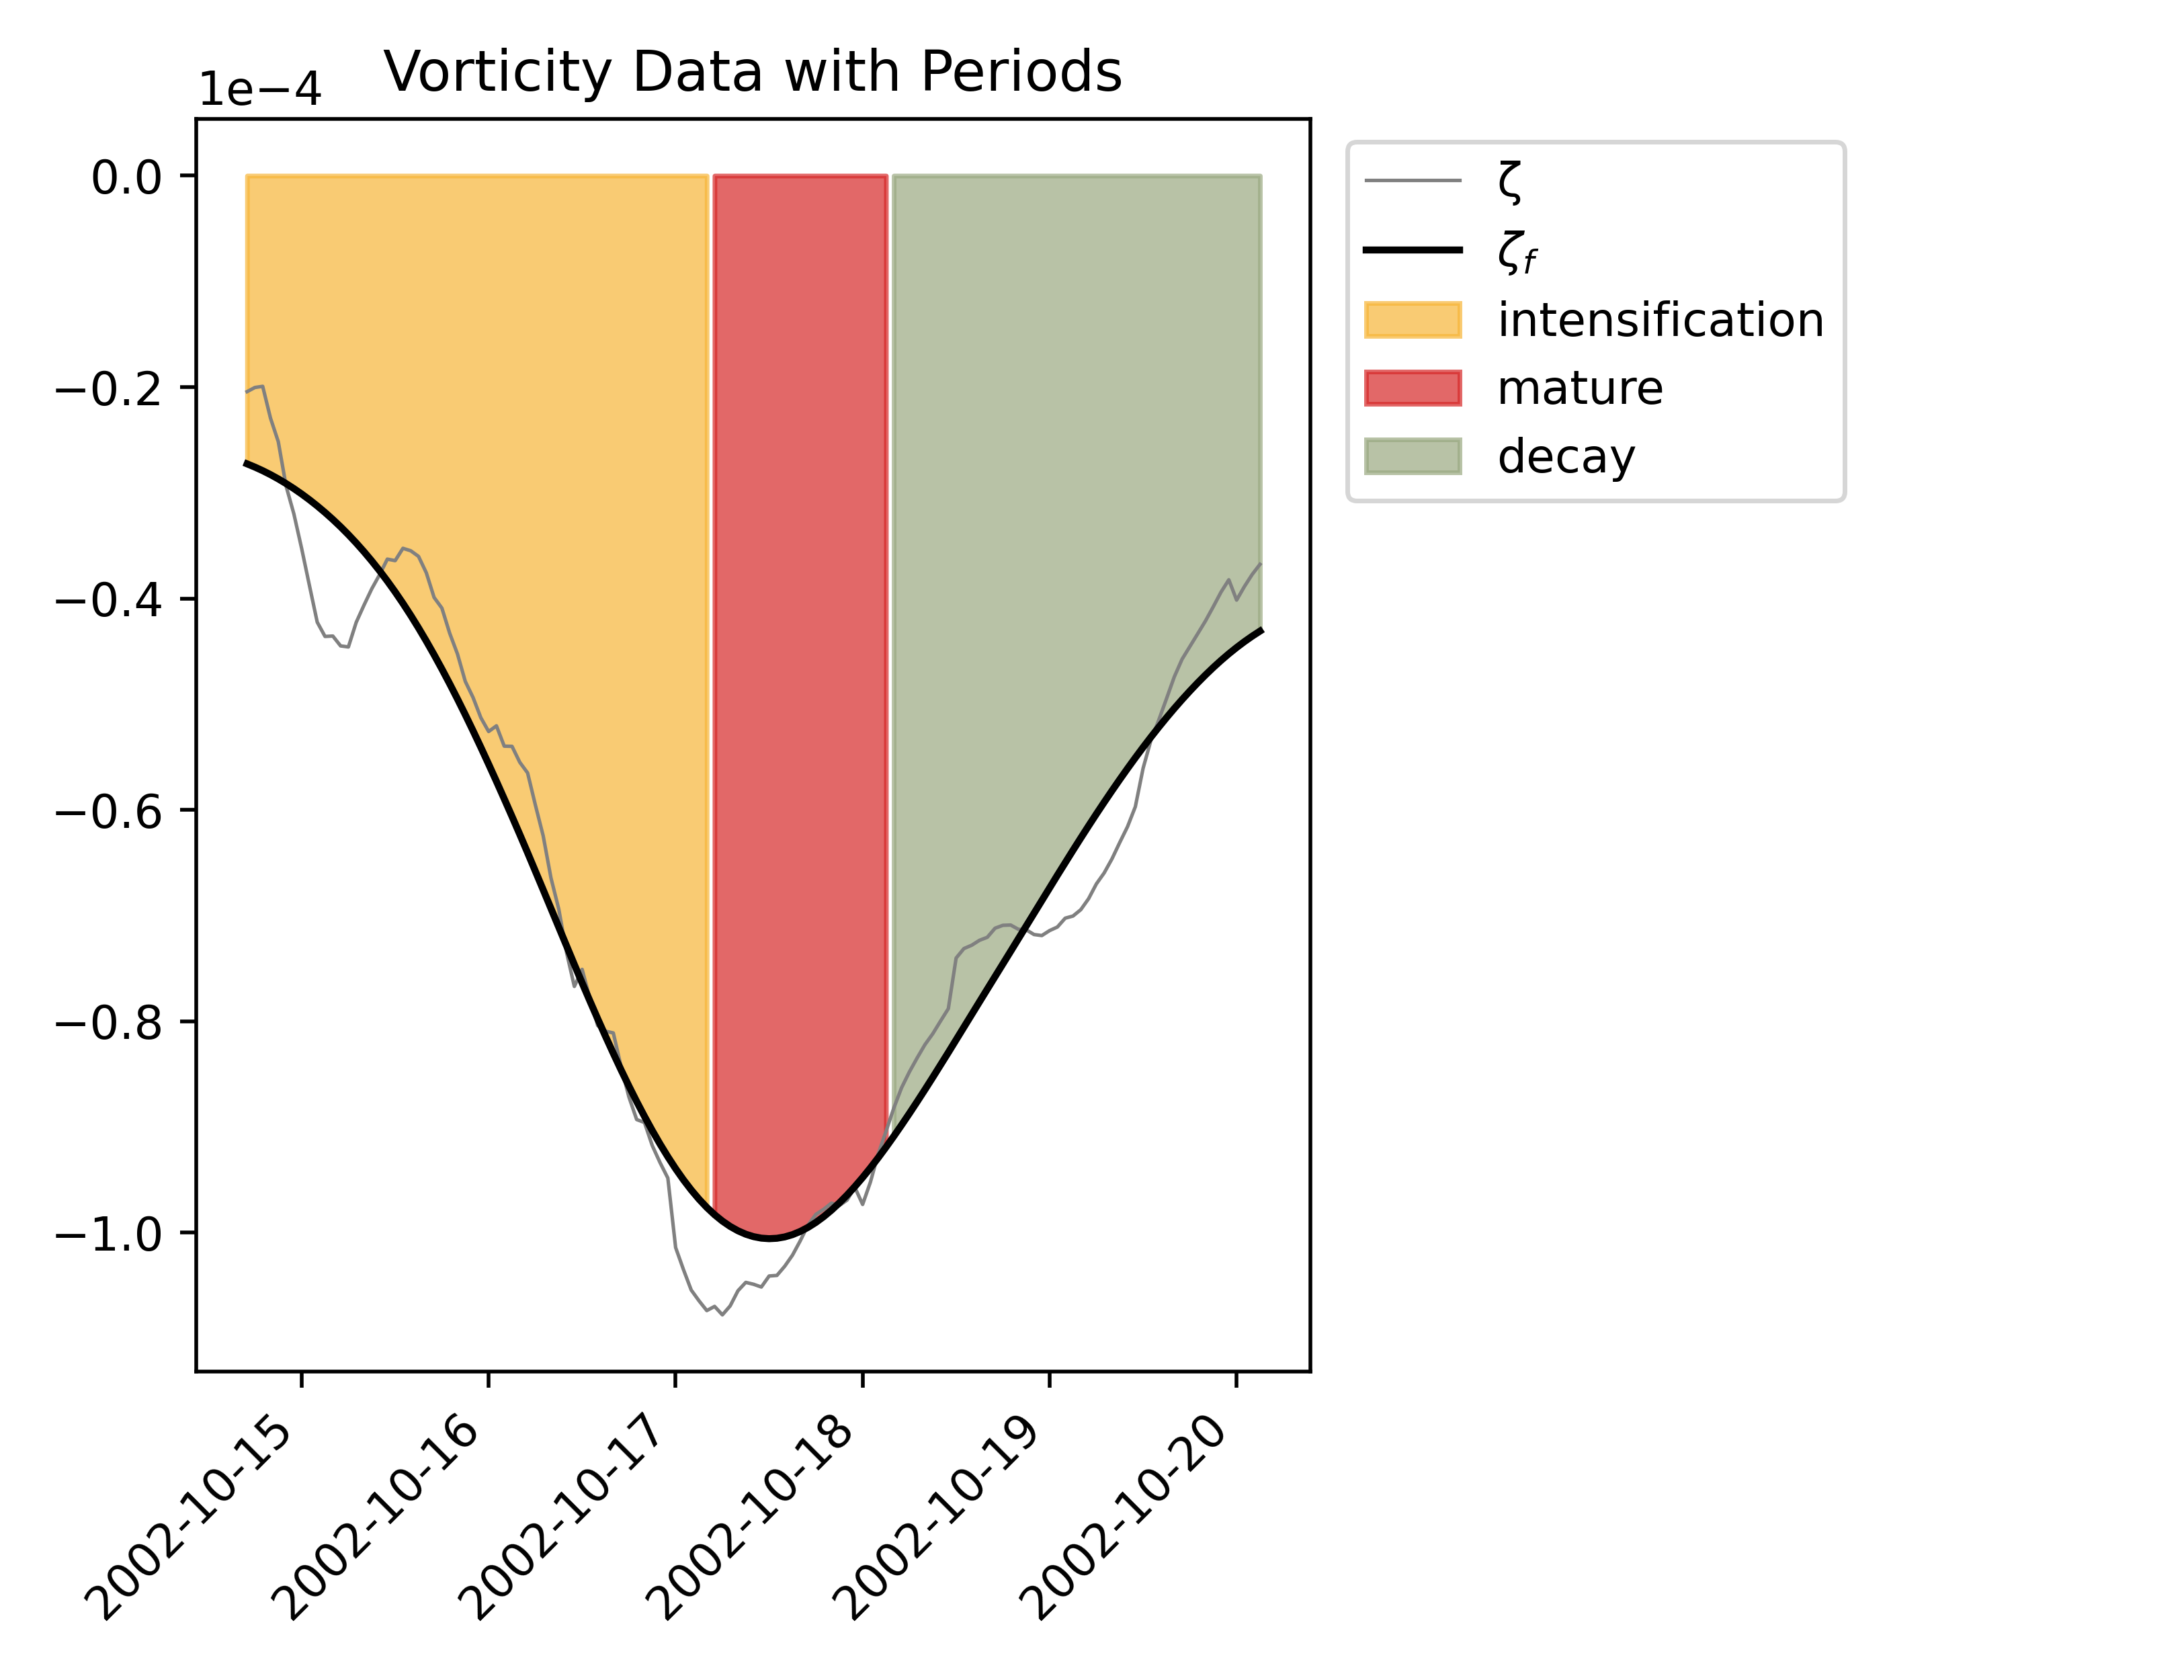 Vorticity Data with Periods
1e−4
0.0
−0.2
−0.4
−0.6
−0.8
−1.0
2002-10-15
2002-10-16
2002-10-17
2002-10-18
2002-10-19
2002-10-20
ζ
ζf
intensification
mature
decay